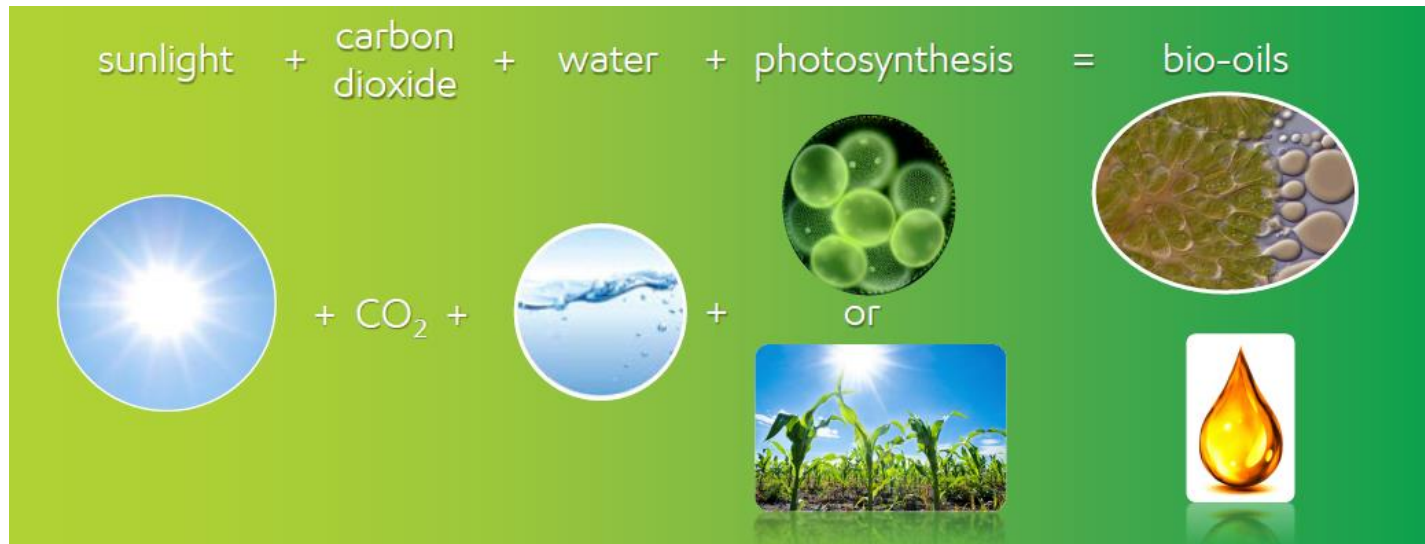 sunlight + carbon dioxide + water + photosynthesis = bio-oils
+ CO₂ + + or